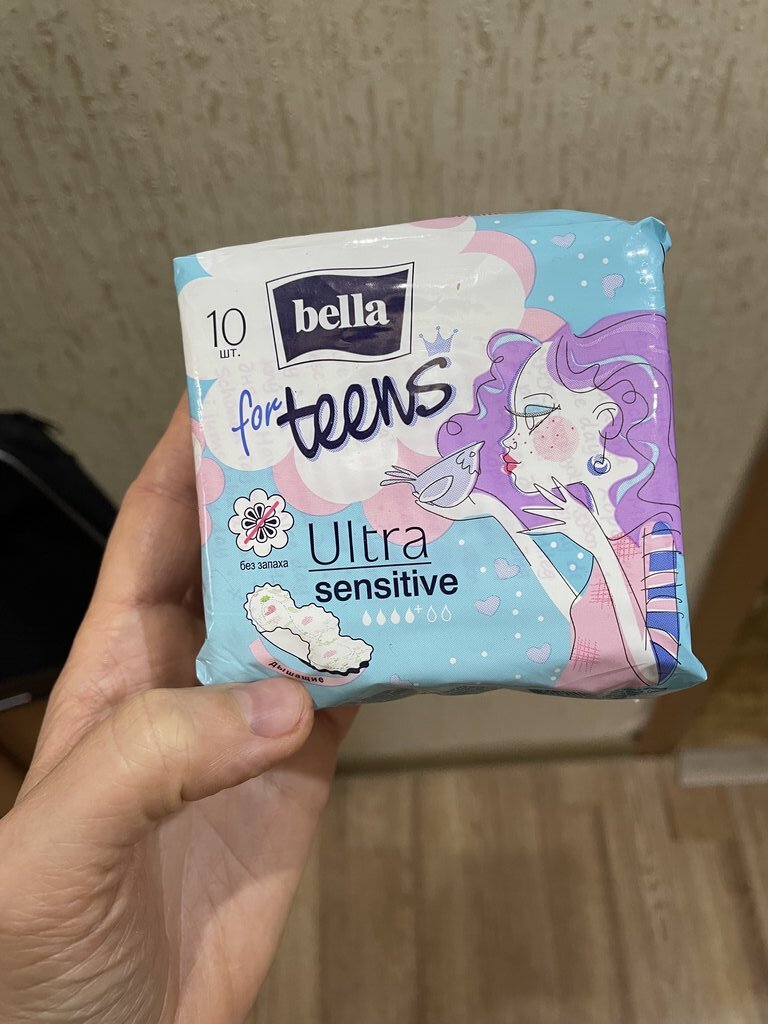 10
шт.
bella
for teens
без запаха
Ultra
sensitive
+
дышащие